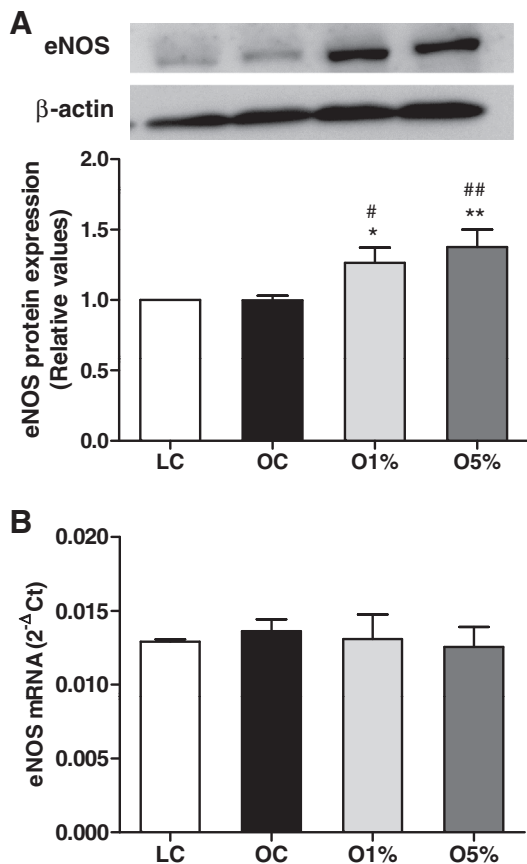 A
eNOS
β-actin
eNOS protein expression
(Relative values)
2.0
1.5
1.0
0.5
0.0
#
*
##
**
LC OC O1% O5%
B
eNOS mRNA (2-ΔCt)
0.020
0.015
0.010
0.005
0.000
LC OC O1% O5%